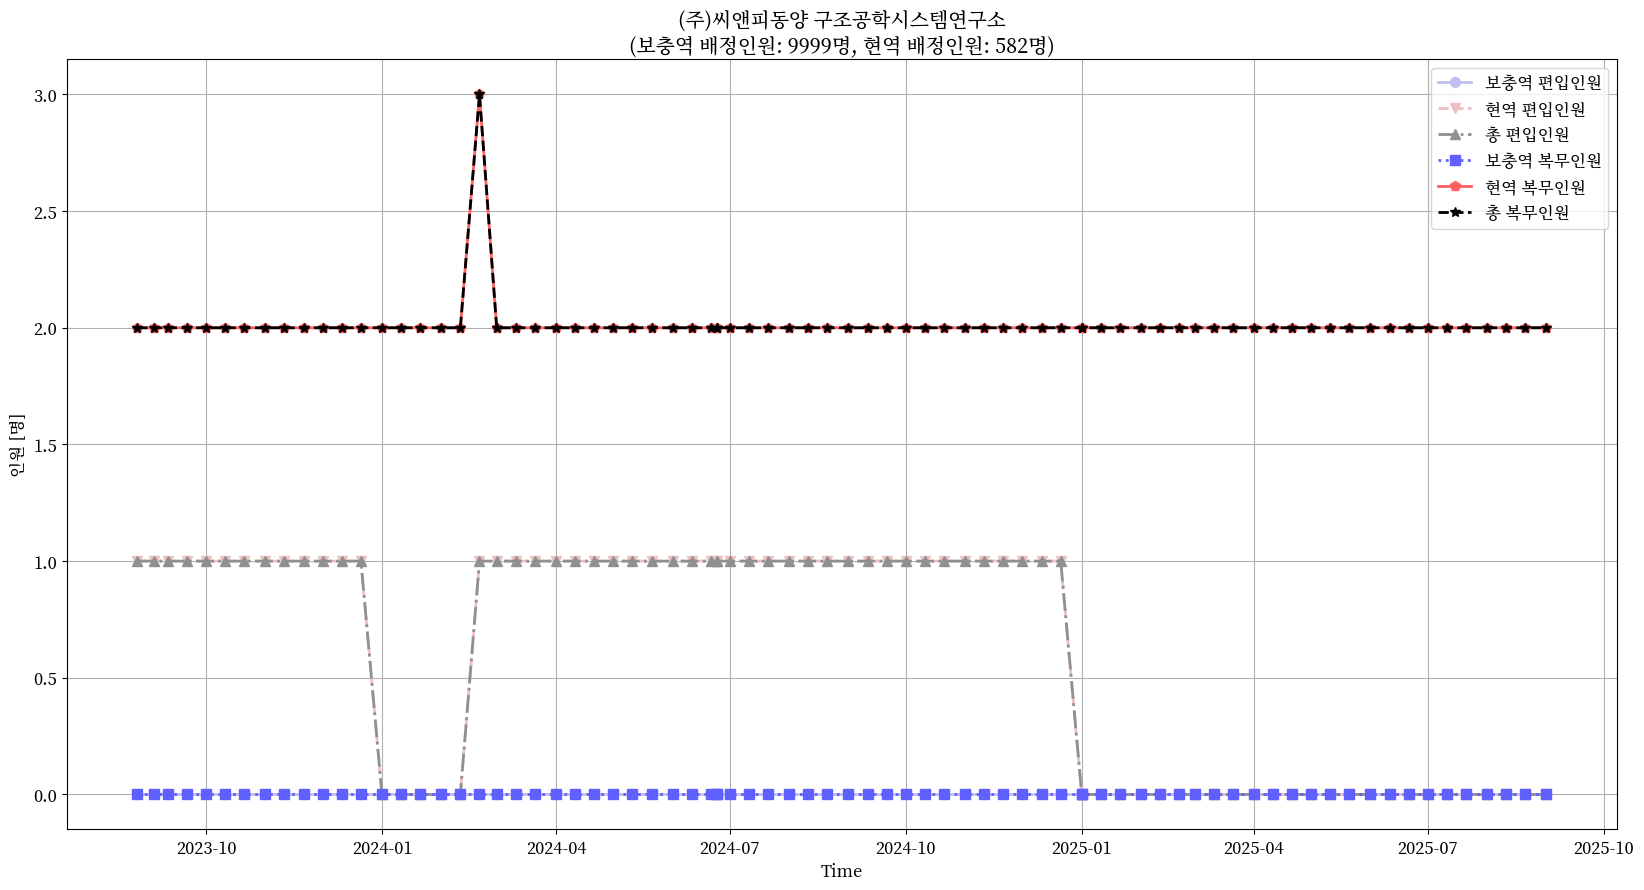 (주)씨앤피동양 구조공학시스템연구소
(보충역 배정인원: 9999명, 현역 배정인원: 582명)
보충역 편입인원
현역 편입인원
총 편입인원
보충역 복무인원
현역 복무인원
총 복무인원
인원 [명]
3.0
2.5
2.0
1.5
1.0
0.5
0.0
2023-10
2024-01
2024-04
2024-07
2024-10
2025-01
2025-04
2025-07
2025-10
Time